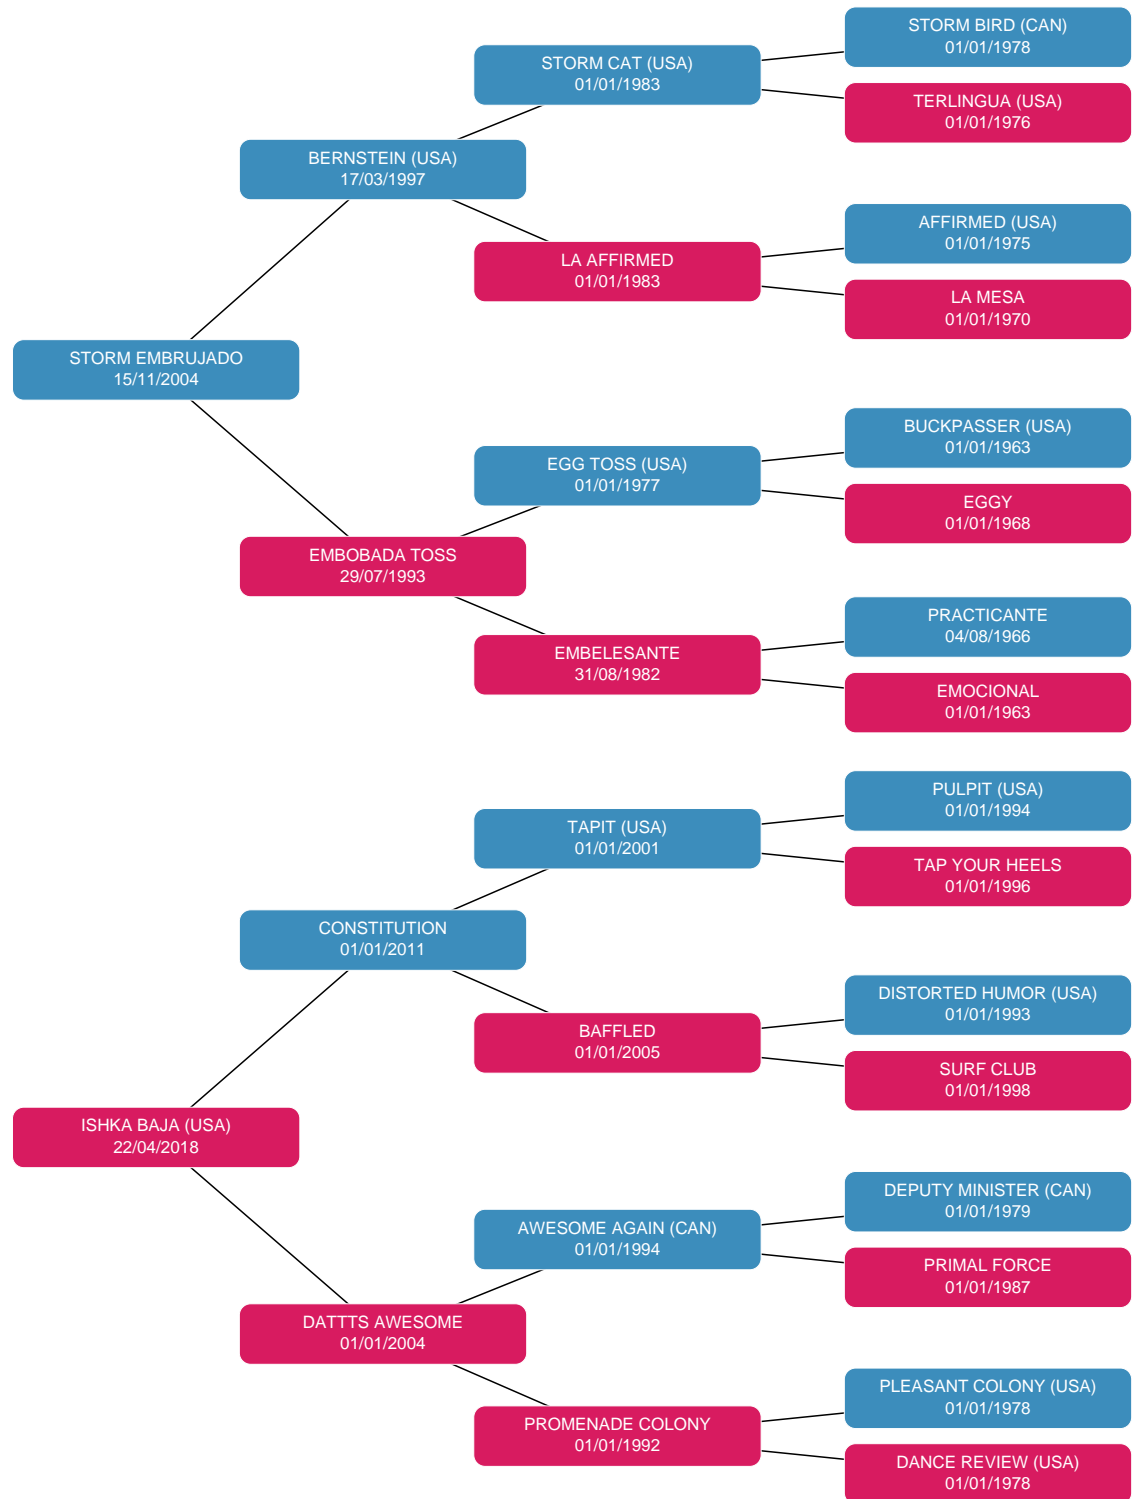 STORM BIRD (CAN)
01/01/1978
STORM CAT (USA)
01/01/1983
TERLINGUA (USA)
01/01/1976
BERNSTEIN (USA)
17/03/1997
AFFIRMED (USA)
01/01/1975
LA AFFIRMED
01/01/1983
LA MESA
01/01/1970
STORM EMBRUJADO
15/11/2004
BUCKPASSER (USA)
01/01/1963
EGG TOSS (USA)
01/01/1977
EGGY
01/01/1968
EMBOBADA TOSS
29/07/1993
PRACTICANTE
04/08/1966
EMBELESANTE
31/08/1982
EMOCIONAL
01/01/1963
PULPIT (USA)
01/01/1994
TAPIT (USA)
01/01/2001
TAP YOUR HEELS
01/01/1996
CONSTITUTION
01/01/2011
DISTORTED HUMOR (USA)
01/01/1993
BAFFLED
01/01/2005
SURF CLUB
01/01/1998
ISHKA BAJA (USA)
22/04/2018
DEPUTY MINISTER (CAN)
01/01/1979
AWESOME AGAIN (CAN)
01/01/1994
PRIMAL FORCE
01/01/1987
DATTTS AWESOME
01/01/2004
PLEASANT COLONY (USA)
01/01/1978
PROMENADE COLONY
01/01/1992
DANCE REVIEW (USA)
01/01/1978